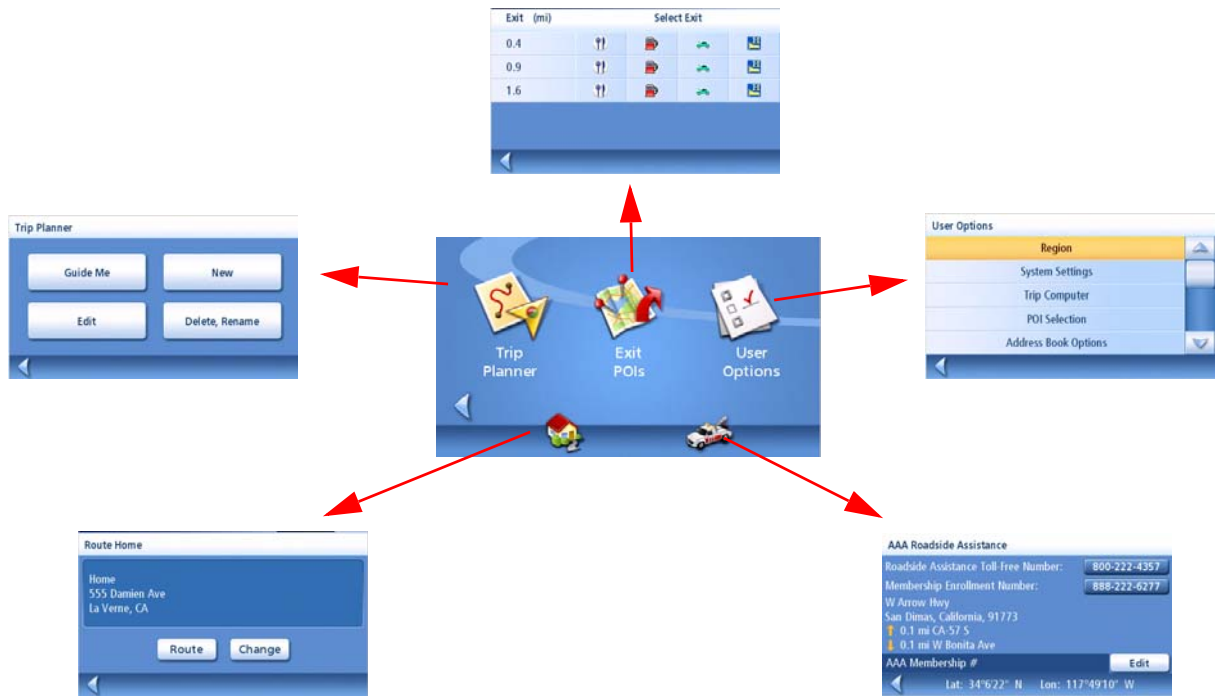 Exit (mi) Select Exit
0.4
0.9
1.6
Trip Planner
Guide Me New
Edit Delete, Rename
Trip
Planner
Exit
POIs
User
Options
User Options
Region
System Settings
Trip Computer
POI Selection
Address Book Options
Route Home
Home
555 Damien Ave
La Verne, CA
Route Change
AAA Roadside Assistance
Roadside Assistance Toll-Free Number: 800-222-4357
Membership Enrollment Number: 888-222-6277
W Arrow Hwy
San Dimas, California, 91773
0.1 mi CA-57 S
0.1 mi W Bonita Ave
AAA Membership # Edit
Lat: 34°6'22" N Lon: 117°49'10" W